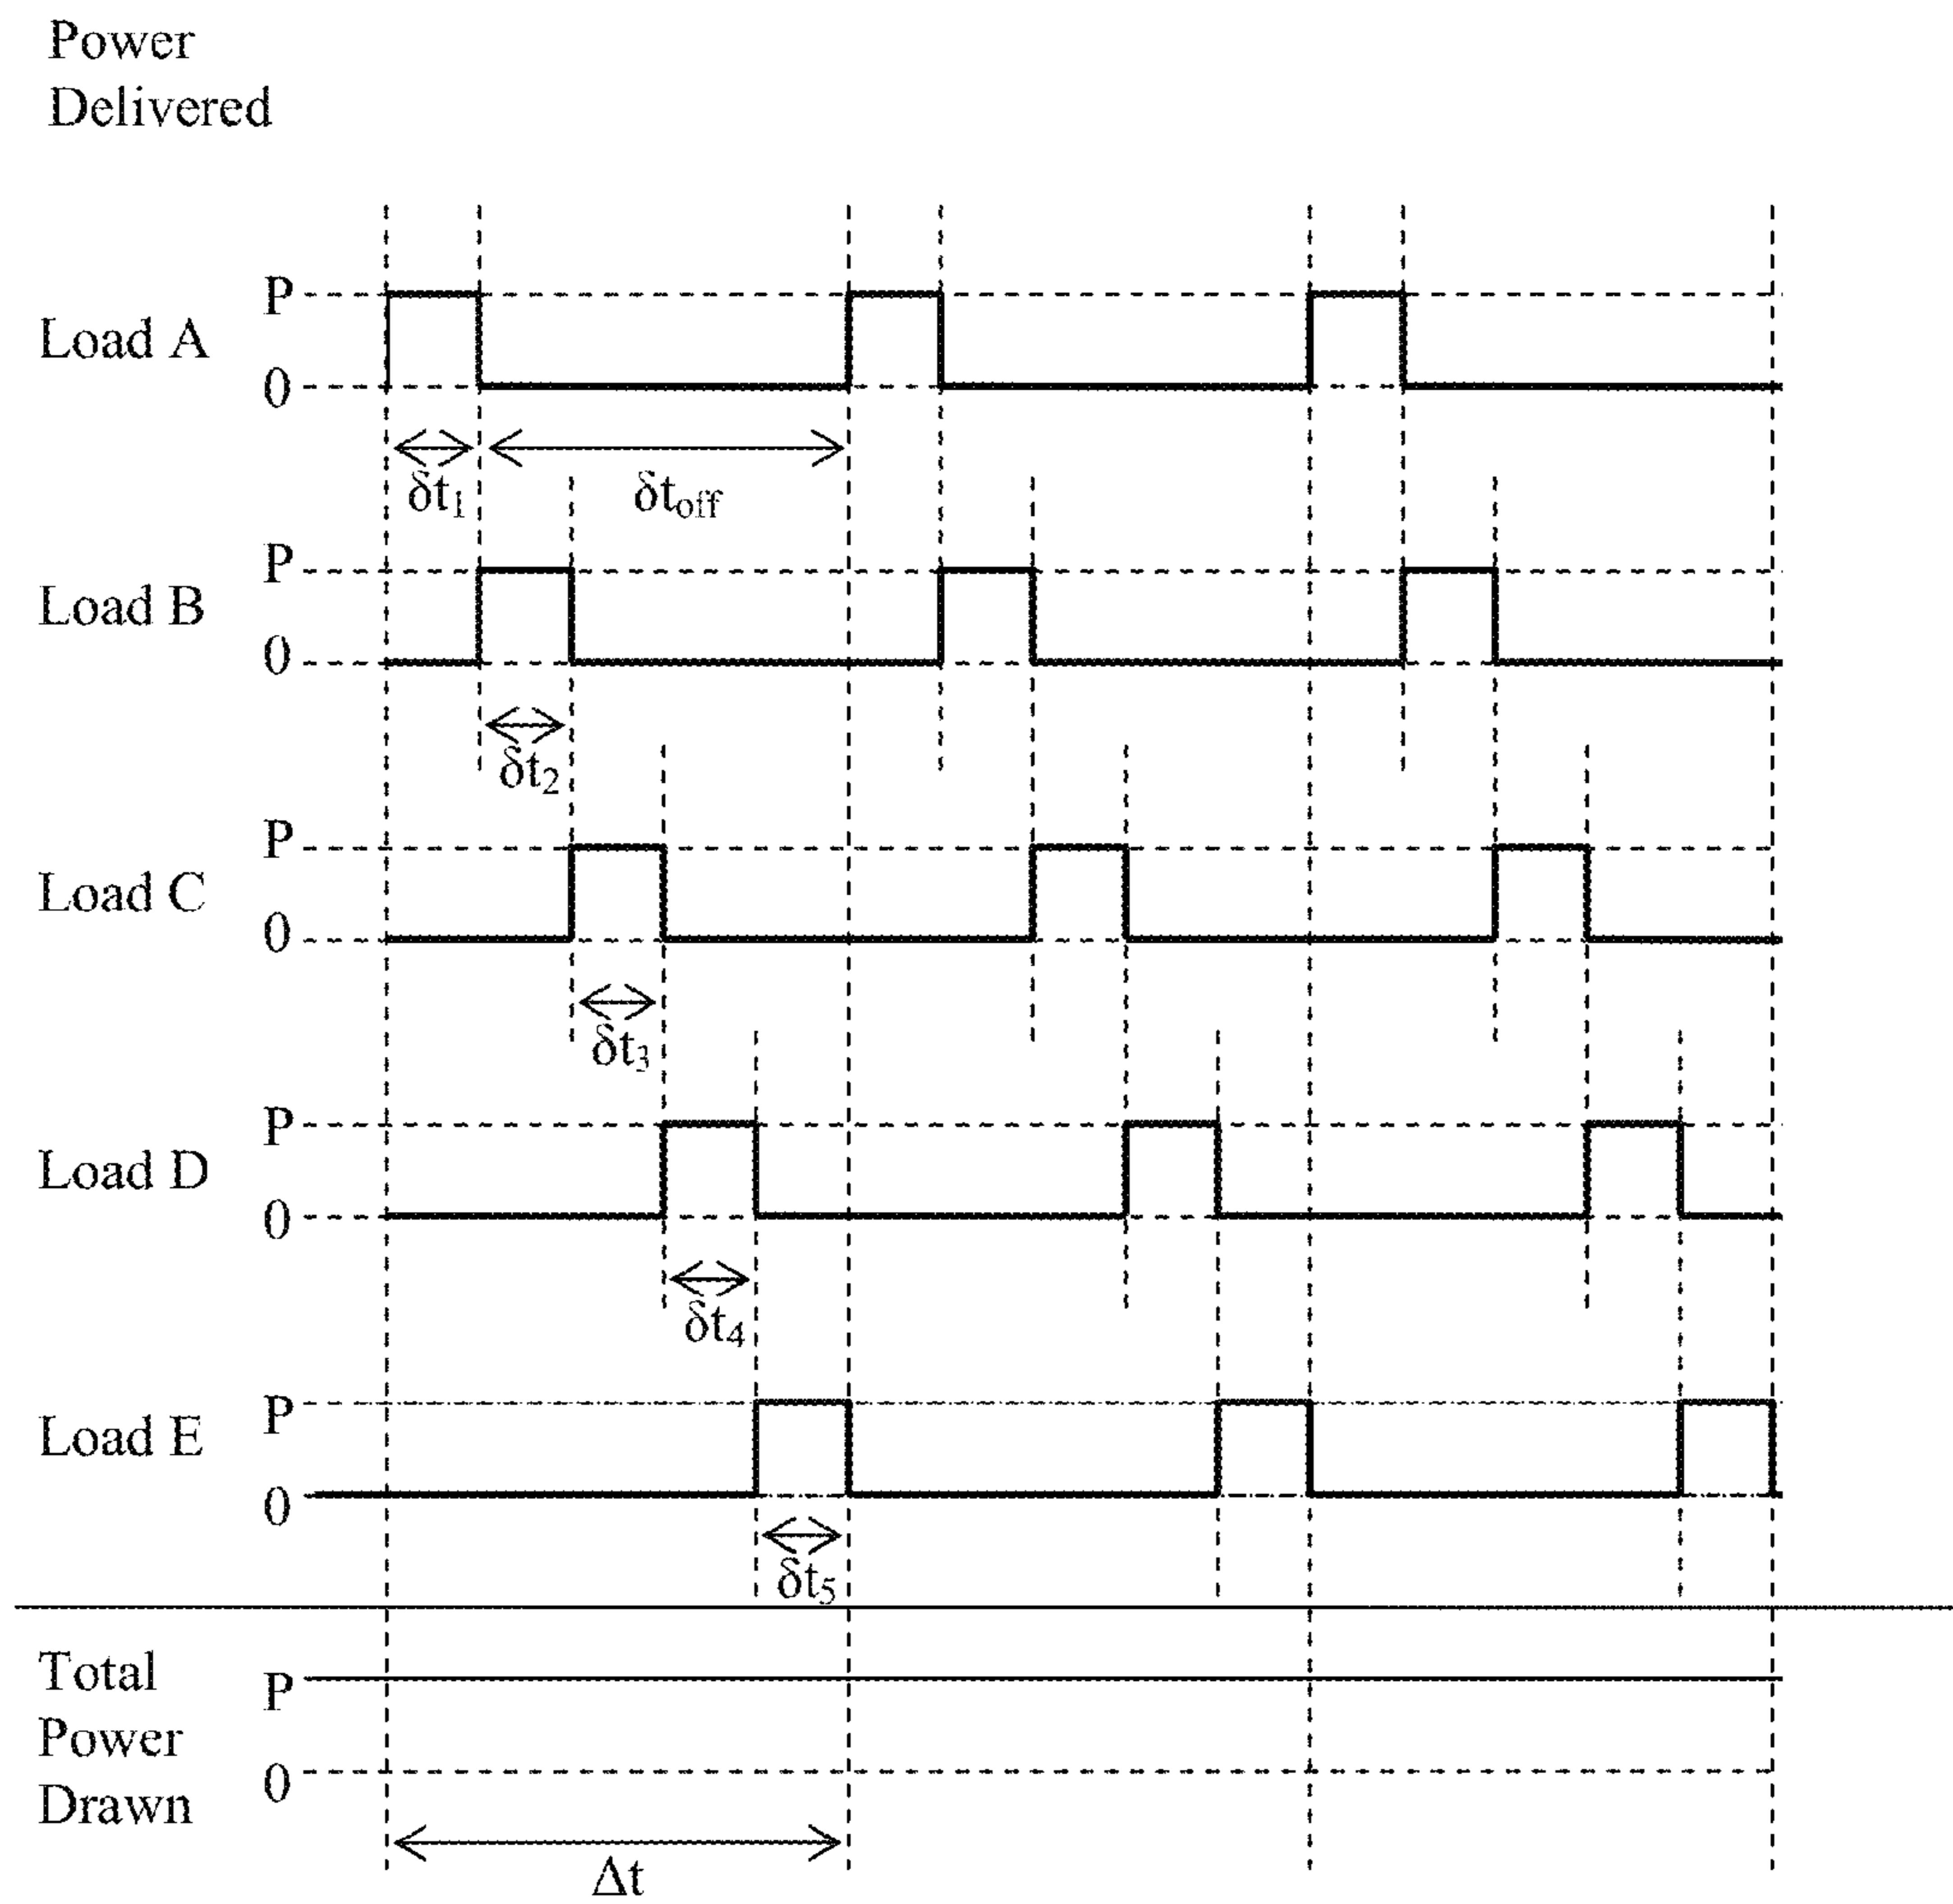 Power
Delivered
P
Load A
0
δt₁ δtₒff
P
Load B
0
δt₂
P
Load C
0
δt₃
P
Load D
0
δt₄
P
Load E
0
δt₅
Total
Power
Drawn
P
0
Δt